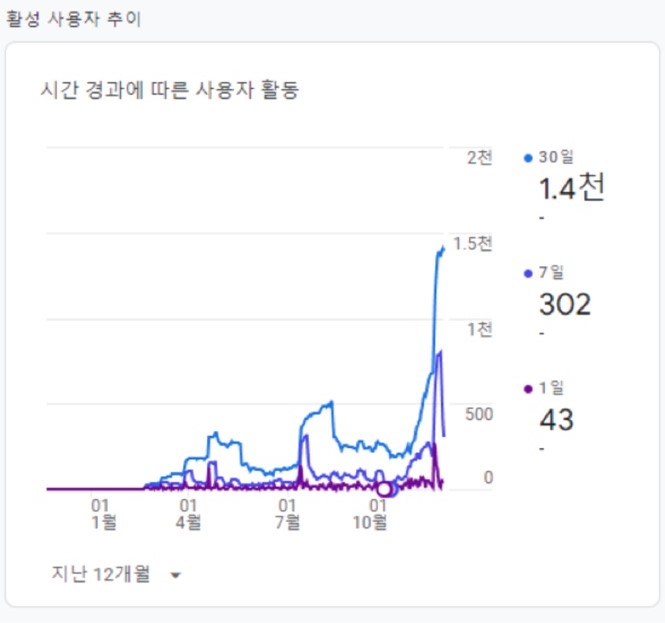 활성 사용자 추이
시간 경과에 따른 사용자 활동
2천
1.5천
1천
500
0
01
1월
01
4월
01
7월
01
10월
30일
1.4천
-
7일
302
-
1일
43
-
지난 12개월